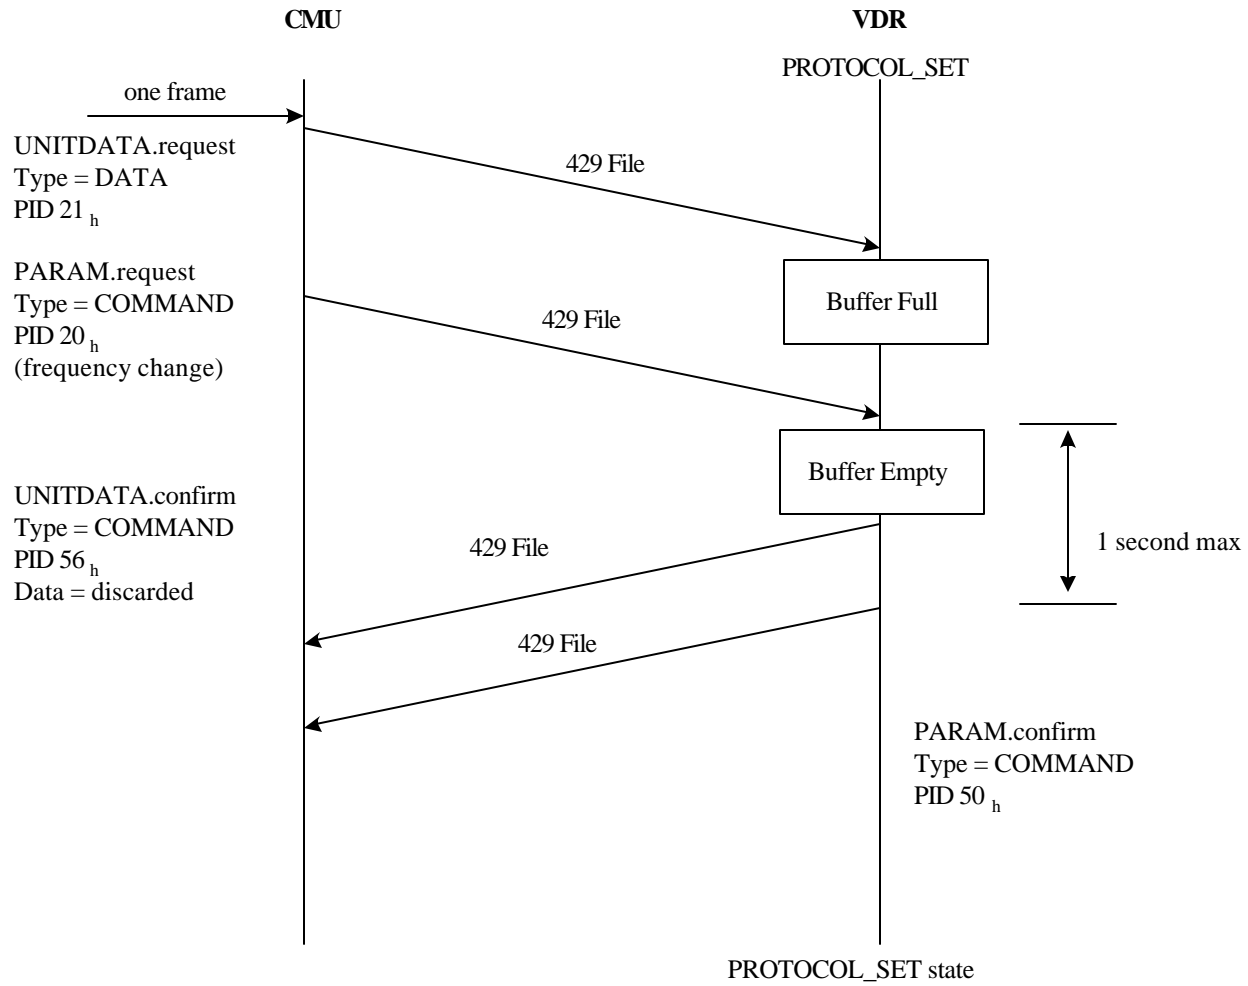 CMU
VDR
PROTOCOL_SET
one frame
UNITDATA.request
Type = DATA
PID 21 h
429 File
PARAM.request
Type = COMMAND
PID 20 h
(frequency change)
429 File
Buffer Full
Buffer Empty
1 second max
UNITDATA.confirm
Type = COMMAND
PID 56 h
Data = discarded
429 File
429 File
PARAM.confirm
Type = COMMAND
PID 50 h
PROTOCOL_SET state